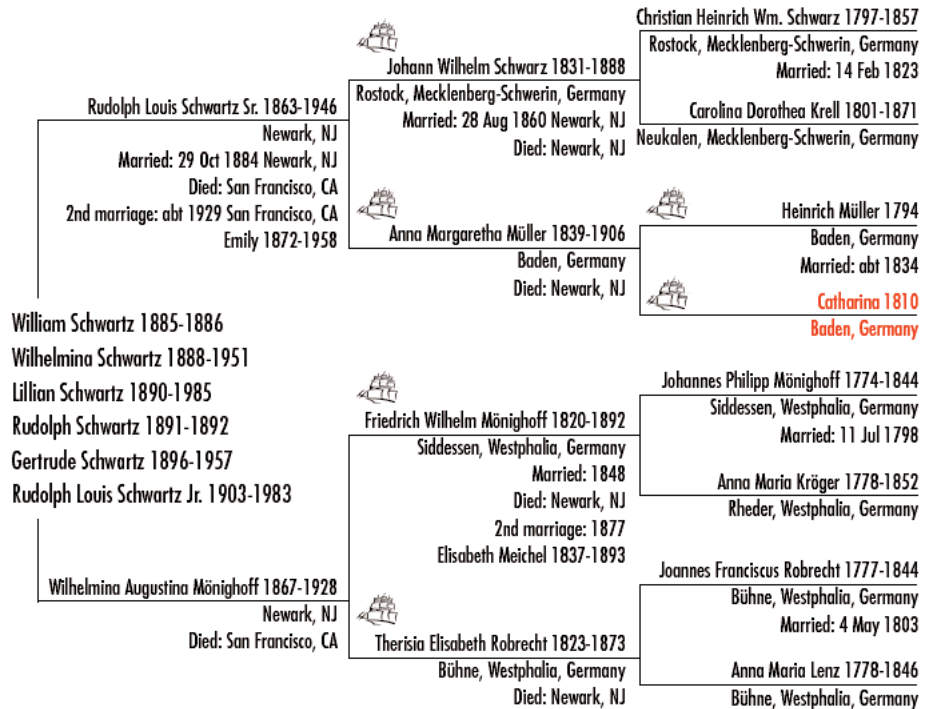 Christian Heinrich Wm. Schwarz 1797-1857
Rostock, Mecklenberg-Schwerin, Germany
Married: 14 Feb 1823
Johann Wilhelm Schwarz 1831-1888
Rostock, Mecklenberg-Schwerin, Germany
Married: 28 Aug 1860 Newark, NJ
Died: Newark, NJ
Carolina Dorothea Krell 1801-1871
Neukalen, Mecklenberg-Schwerin, Germany
Rudolph Louis Schwartz Sr. 1863-1946
Newark, NJ
Married: 29 Oct 1884 Newark, NJ
Died: San Francisco, CA
2nd marriage: abt 1929 San Francisco, CA
Emily 1872-1958
Heinrich Müller 1794
Baden, Germany
Married: abt 1834
Anna Margaretha Müller 1839-1906
Baden, Germany
Died: Newark, NJ
Catharina 1810
Baden, Germany
William Schwartz 1885-1886
Wilhelmina Schwartz 1888-1951
Lillian Schwartz 1890-1985
Rudolph Schwartz 1891-1892
Gertrude Schwartz 1896-1957
Rudolph Louis Schwartz Jr. 1903-1983
Johannes Philipp Mönighoff 1774-1844
Siddessen, Westphalia, Germany
Married: 11 Jul 1798
Friedrich Wilhelm Mönighoff 1820-1892
Siddessen, Westphalia, Germany
Married: 1848
Died: Newark, NJ
2nd marriage: 1877
Elisabeth Meichel 1837-1893
Anna Maria Kröger 1778-1852
Rheder, Westphalia, Germany
Wilhelmina Augustina Mönighoff 1867-1928
Newark, NJ
Died: San Francisco, CA
Joannes Franciscus Robrecht 1777-1844
Bühne, Westphalia, Germany
Married: 4 May 1803
Therisia Elisabeth Robrecht 1823-1873
Bühne, Westphalia, Germany
Died: Newark, NJ
Anna Maria Lenz 1778-1846
Bühne, Westphalia, Germany